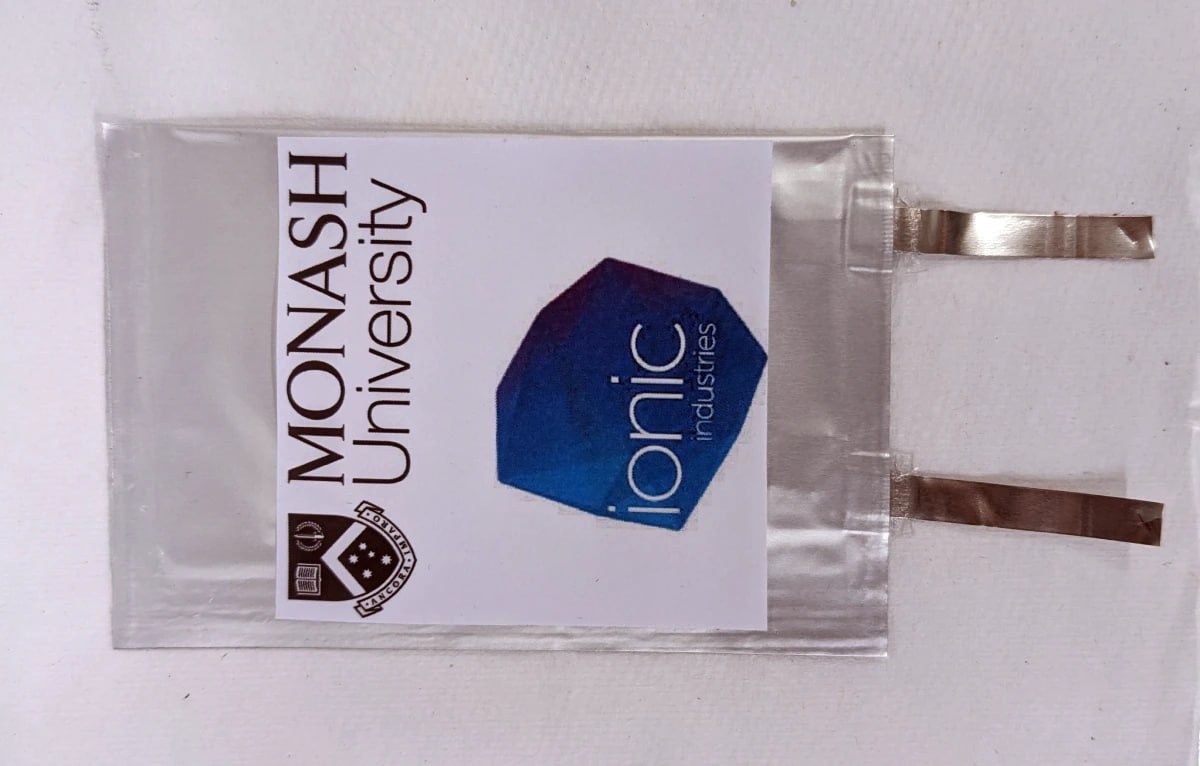 MONASH
University
ANCORA IMPARO
ionic
industries